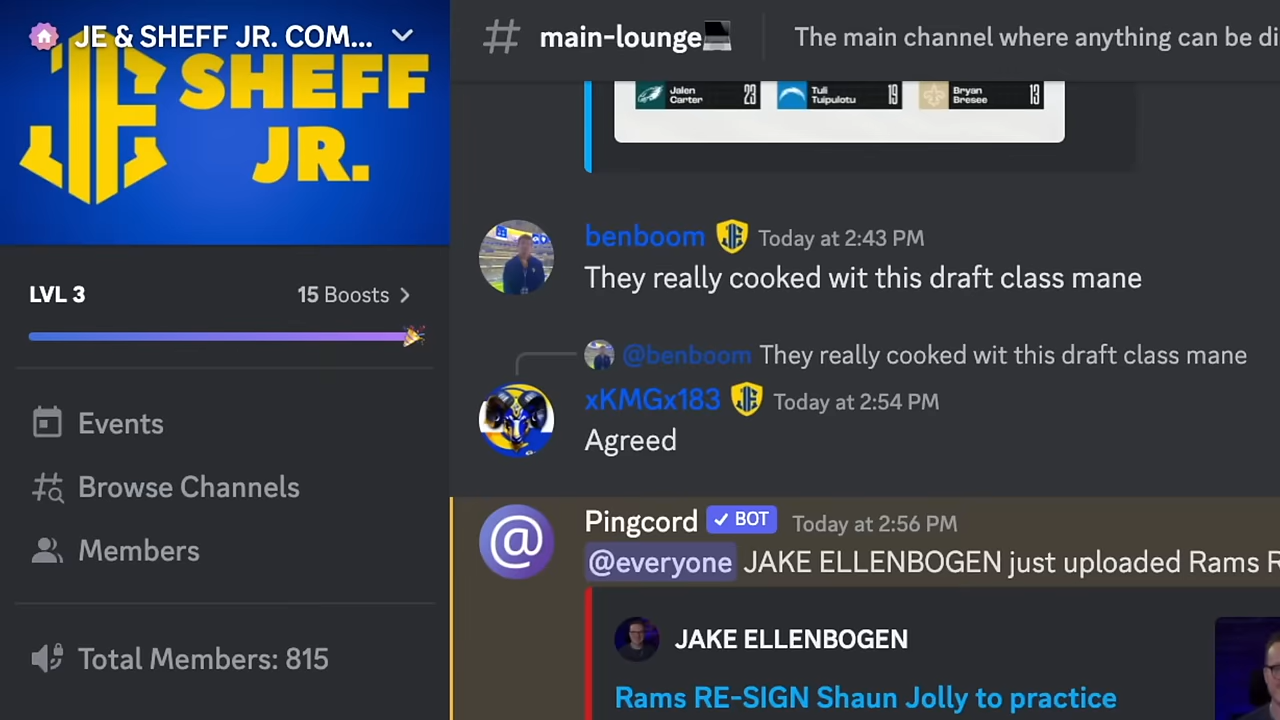 JE & SHEFF JR. COM...
JE SHEFF
JR.
LVL 3
15 Boosts
Events
Browse Channels
Members
Total Members: 815
main-lounge💻
The main channel where anything can be di
Jalen
Carter
23
Tuli
Tuipulotu
19
Bryan
Bresee
13
benboom JE Today at 2:43 PM
They really cooked wit this draft class mane
@benboom They really cooked wit this draft class mane
xKMGx183 JE Today at 2:54 PM
Agreed
Pingcord ✓ BOT Today at 2:56 PM
@everyone JAKE ELLENBOGEN just uploaded Rams R
JAKE ELLENBOGEN
Rams RE-SIGN Shaun Jolly to practice